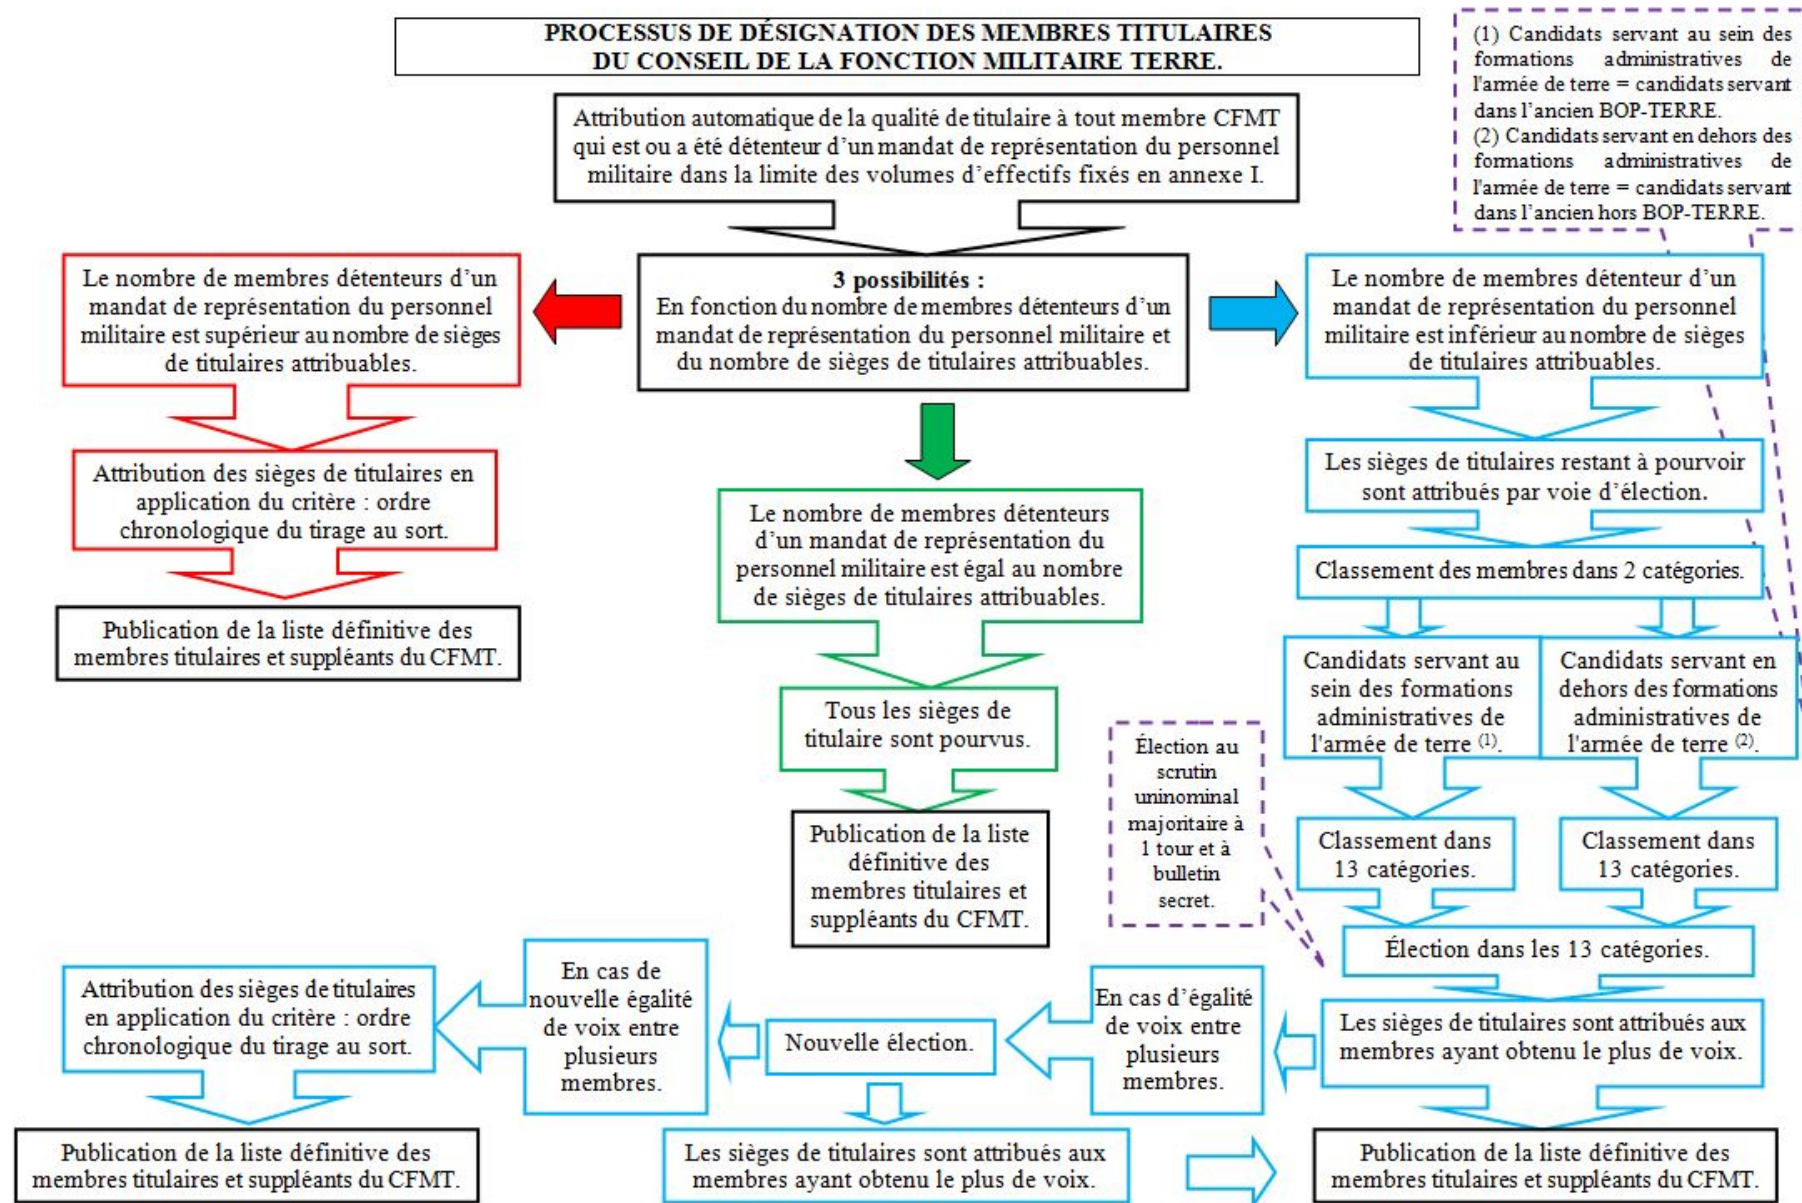 PROCESSUS DE DÉSIGNATION DES MEMBRES TITULAIRES
DU CONSEIL DE LA FONCTION MILITAIRE TERRE.
(1) Candidats servant au sein des
formations administratives de
l'armée de terre = candidats servant
dans l'ancien BOP-TERRE.
(2) Candidats servant en dehors des
formations administratives de
l'armée de terre = candidats servant
dans l'ancien hors BOP-TERRE.
Attribution automatique de la qualité de titulaire à tout membre CFMT
qui est ou a été détenteur d'un mandat de représentation du personnel
militaire dans la limite des volumes d'effectifs fixés en annexe I.
3 possibilités :
En fonction du nombre de membres détenteurs d'un
mandat de représentation du personnel militaire et
du nombre de sièges de titulaires attribuables.
Le nombre de membres détenteurs d'un
mandat de représentation du personnel
militaire est supérieur au nombre de sièges
de titulaires attribuables.
Attribution des sièges de titulaires en
application du critère : ordre
chronologique du tirage au sort.
Publication de la liste définitive des
membres titulaires et suppléants du CFMT.
Le nombre de membres détenteurs
d'un mandat de représentation du
personnel militaire est égal au nombre
de sièges de titulaires attribuables.
Tous les sièges de
titulaire sont pourvus.
Publication de la liste
définitive des
membres titulaires et
suppléants du CFMT.
Le nombre de membres détenteur d'un
mandat de représentation du personnel
militaire est inférieur au nombre de sièges
de titulaires attribuables.
Les sièges de titulaires restant à pourvoir
sont attribués par voie d'élection.
Classement des membres dans 2 catégories.
Candidats servant au
sein des formations
administratives de
l'armée de terre (1).
Candidats servant en
dehors des formations
administratives de
l'armée de terre (2).
Classement dans
13 catégories.
Classement dans
13 catégories.
Élection au
scrutin
uninominal
majoritaire à
1 tour et à
bulletin
secret.
Élection dans les 13 catégories.
Les sièges de titulaires sont attribués aux
membres ayant obtenu le plus de voix.
En cas d'égalité
de voix entre
plusieurs
membres.
Nouvelle élection.
En cas de
nouvelle égalité
de voix entre
plusieurs
membres.
Attribution des sièges de titulaires
en application du critère : ordre
chronologique du tirage au sort.
Publication de la liste définitive des
membres titulaires et suppléants du CFMT.
Les sièges de titulaires sont attribués aux
membres ayant obtenu le plus de voix.
Publication de la liste définitive des
membres titulaires et suppléants du CFMT.